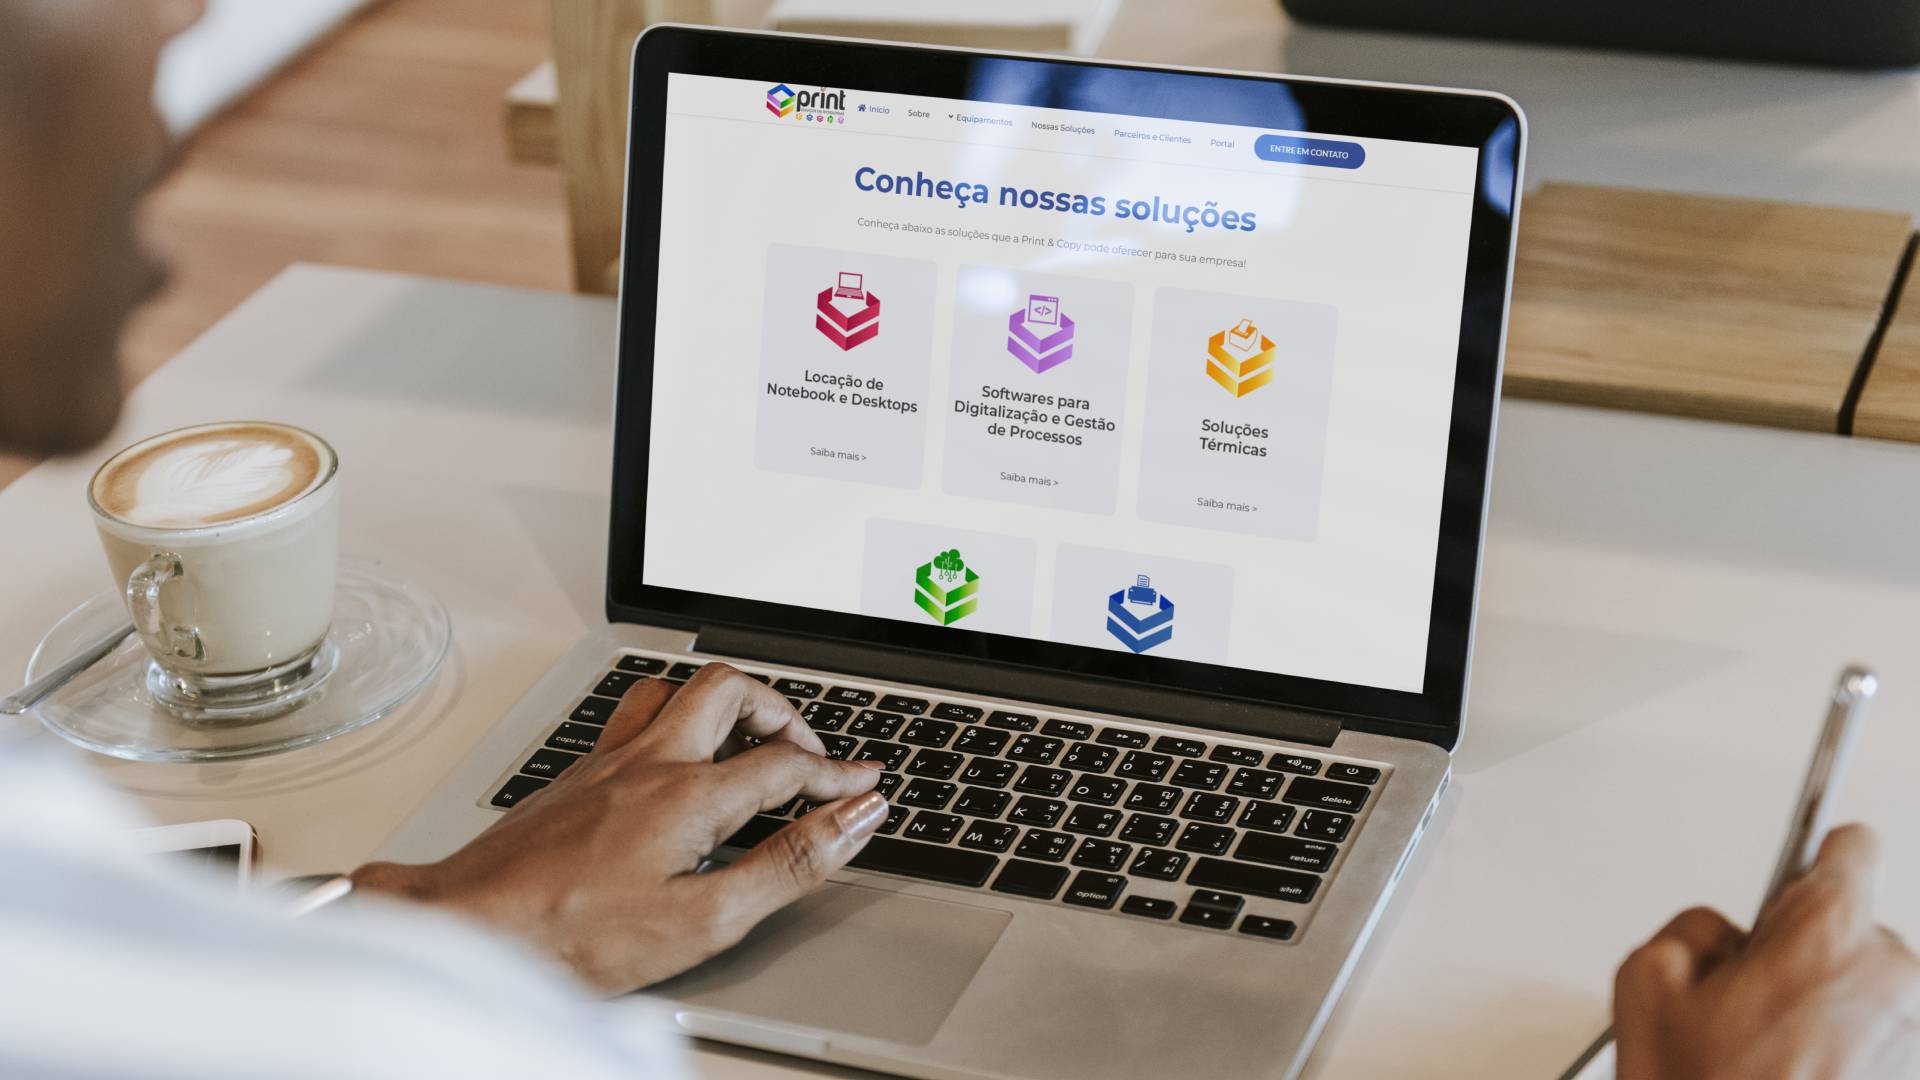 print
Início
Sobre
Equipamentos
Nossas Soluções
Parceiros e Clientes
Portal
ENTRE EM CONTATO
Conheça nossas soluções
Conheça abaixo as soluções que a Print & Copy pode oferecer para sua empresa!
Locação de
Notebook e Desktops
Saiba mais >
Softwares para
Digitalização e Gestão
de Processos
Saiba mais >
Soluções
Térmicas
Saiba mais >
esc
tab
caps lock
shift
fn
delete
enter
return
shift
alt
option